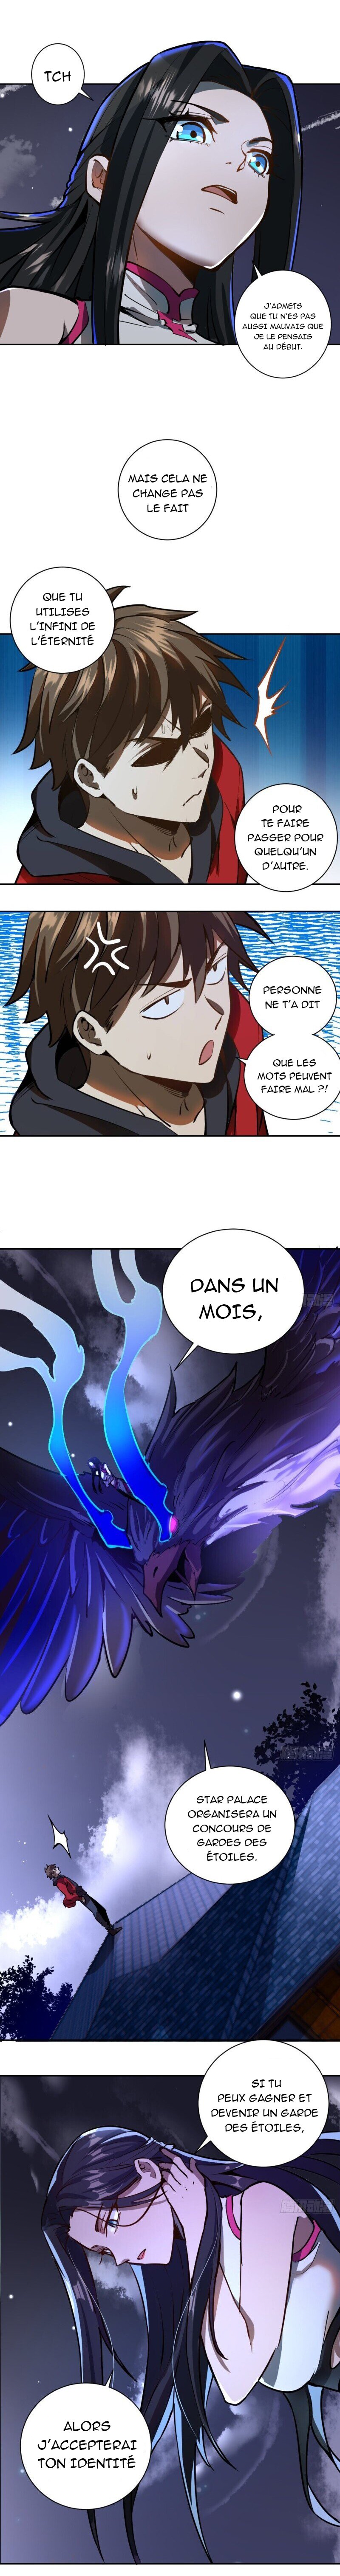 TCH
J'ADMETS
QUE TU N'ES PAS
AUSSI MAUVAIS QUE
JE LE PENSAIS
AU DÉBUT.
MAIS CELA NE
CHANGE PAS
LE FAIT
QUE TU
UTILISES
L'INFINI DE
L'ÉTERNITÉ
POUR
TE FAIRE
PASSER POUR
QUELQU'UN
D'AUTRE.
PERSONNE
NE T'A DIT
QUE LES
MOTS PEUVENT
FAIRE MAL ?!
DANS UN
MOIS,
STAR PALACE
ORGANISERA UN
CONCOURS DE
GARDES DES
ÉTOILES.
SI TU
PEUX GAGNER ET
DEVENIR UN GARDE
DES ÉTOILES,
ALORS
J'ACCEPTERAI
TON IDENTITÉ